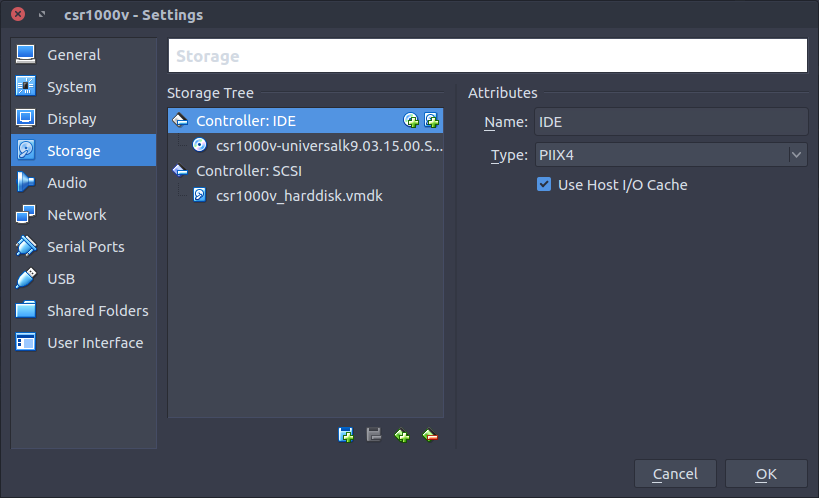 csr1000v - Settings
General
System
Display
Storage
Audio
Network
Serial Ports
USB
Shared Folders
User Interface
Storage
Storage Tree
Controller: IDE
csr1000v-universalk9.03.15.00.S...
Controller: SCSI
csr1000v_harddisk.vmdk
Attributes
Name: IDE
Type: PIIX4
Use Host I/O Cache
Cancel OK